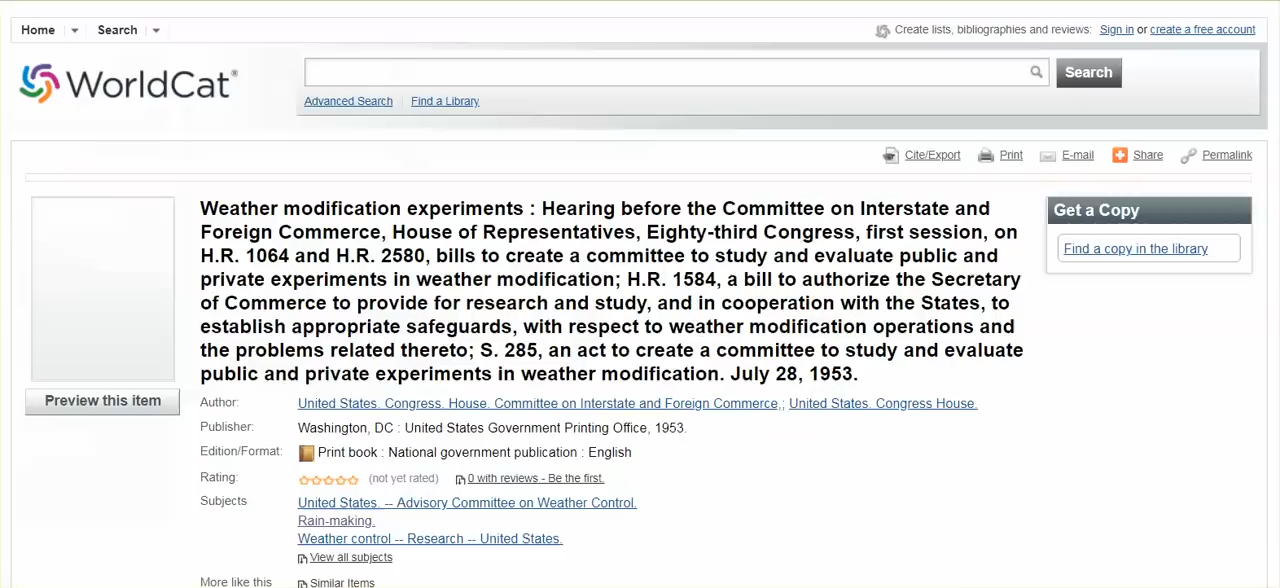 Home Search Create lists, bibliographies and reviews: Sign in or create a free account
WorldCat® Search
Advanced Search Find a Library
Cite/Export Print E-mail Share Permalink
Weather modification experiments : Hearing before the Committee on Interstate and
Foreign Commerce, House of Representatives, Eighty-third Congress, first session, on
H.R. 1064 and H.R. 2580, bills to create a committee to study and evaluate public and
private experiments in weather modification; H.R. 1584, a bill to authorize the Secretary
of Commerce to provide for research and study, and in cooperation with the States, to
establish appropriate safeguards, with respect to weather modification operations and
the problems related thereto; S. 285, an act to create a committee to study and evaluate
public and private experiments in weather modification. July 28, 1953.
Get a Copy
Find a copy in the library
Preview this item
Author: United States. Congress. House. Committee on Interstate and Foreign Commerce,; United States. Congress House.
Publisher: Washington, DC : United States Government Printing Office, 1953.
Edition/Format: Print book : National government publication : English
Rating: (not yet rated) 0 with reviews - Be the first.
Subjects United States. -- Advisory Committee on Weather Control.
Rain-making.
Weather control -- Research -- United States.
View all subjects
More like this Similar Items